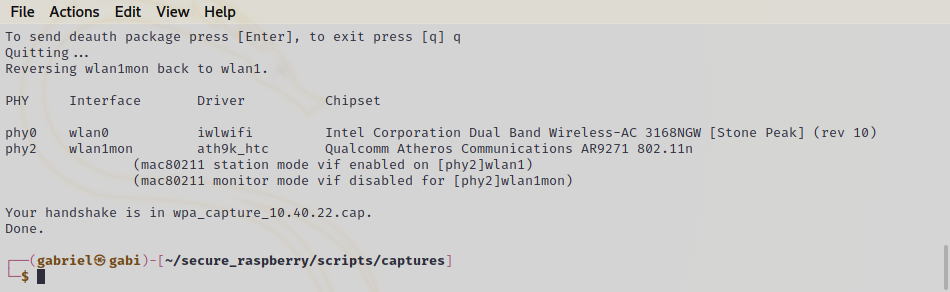 File Actions Edit View Help
To send deauth package press [Enter], to exit press [q] q
Quitting...
Reversing wlan1mon back to wlan1.
PHY Interface Driver Chipset
phy0 wlan0 iwlwifi Intel Corporation Dual Band Wireless-AC 3168NGW [Stone Peak] (rev 10)
phy2 wlan1mon ath9k_htc Qualcomm Atheros Communications AR9271 802.11n
(mac80211 station mode vif enabled on [phy2]wlan1)
(mac80211 monitor mode vif disabled for [phy2]wlan1mon)
Your handshake is in wpa_capture_10.40.22.cap.
Done.
┌──(gabriel㉿gabi)-[~/secure_raspberry/scripts/captures]
└─$